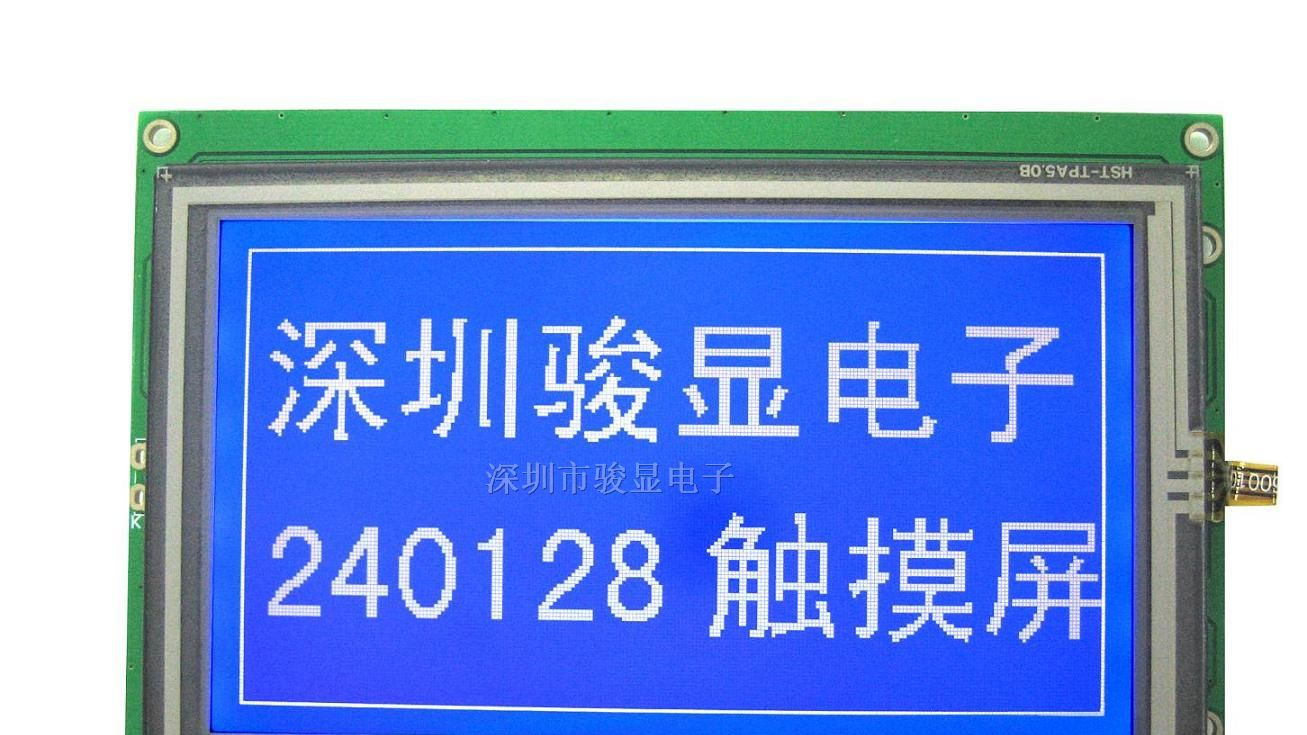 HST-TPA5.0B
深圳骏显电子
深圳市骏显电子
240128 触摸屏
K